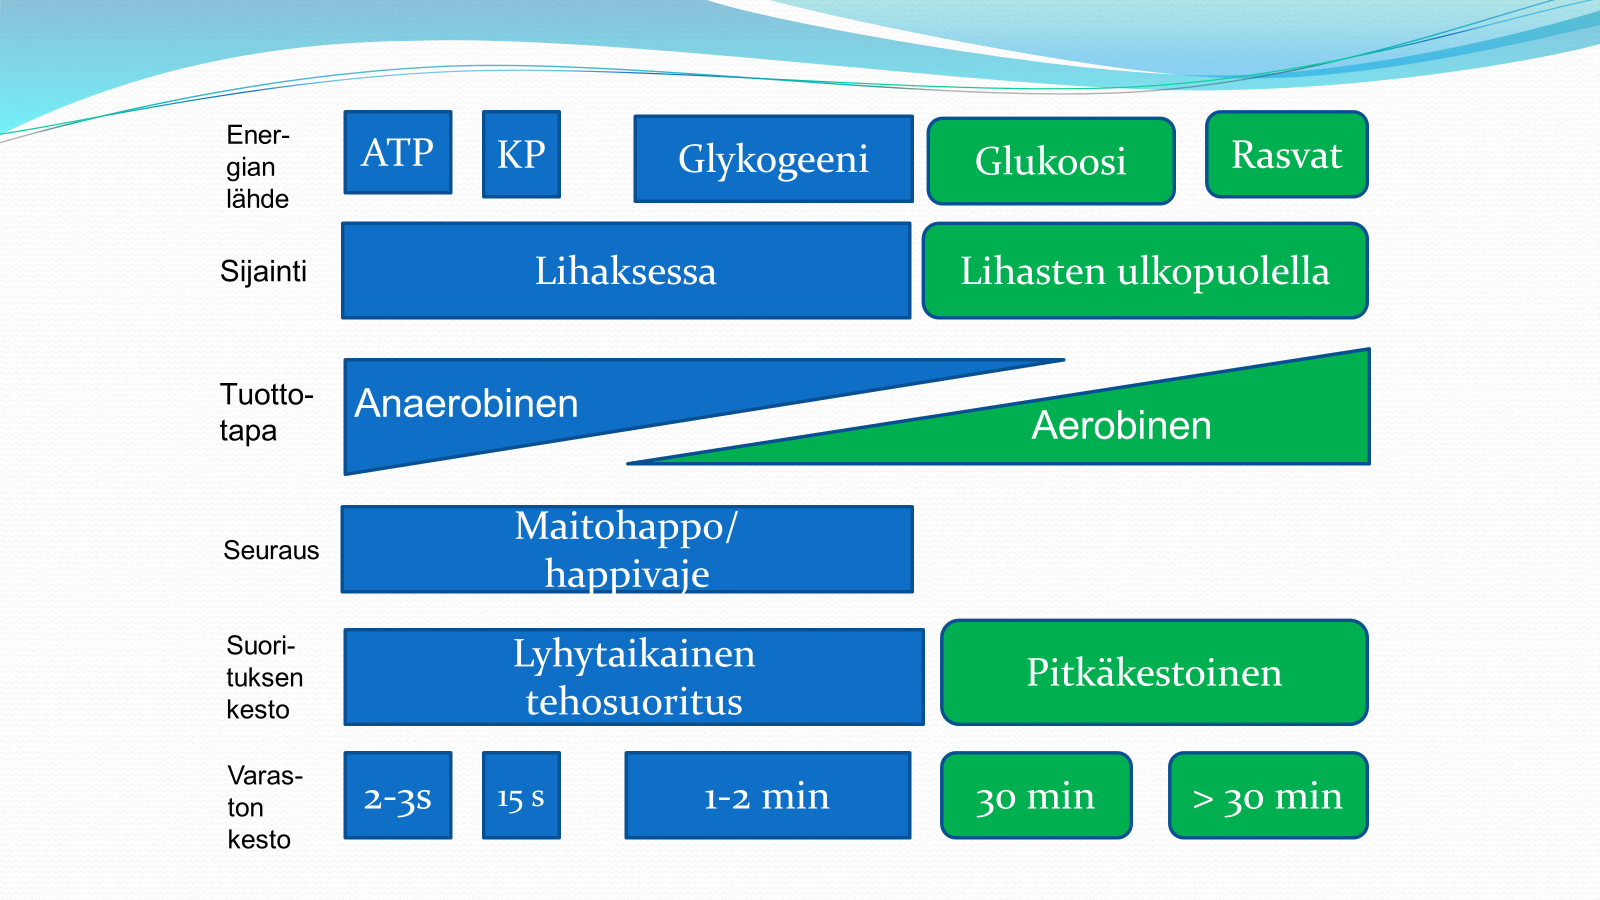 Ener-
gian
lähde
ATP
KP
Glykogeeni
Glukoosi
Rasvat
Sijainti
Lihaksessa
Lihasten ulkopuolella
Tuotto-
tapa
Anaerobinen
Aerobinen
Seuraus
Maitohappo/
happivaje
Suori-
tuksen
kesto
Lyhytaikainen
tehosuoritus
Pitkäkestoinen
Varas-
ton
kesto
2-3s
15 s
1-2 min
30 min
> 30 min